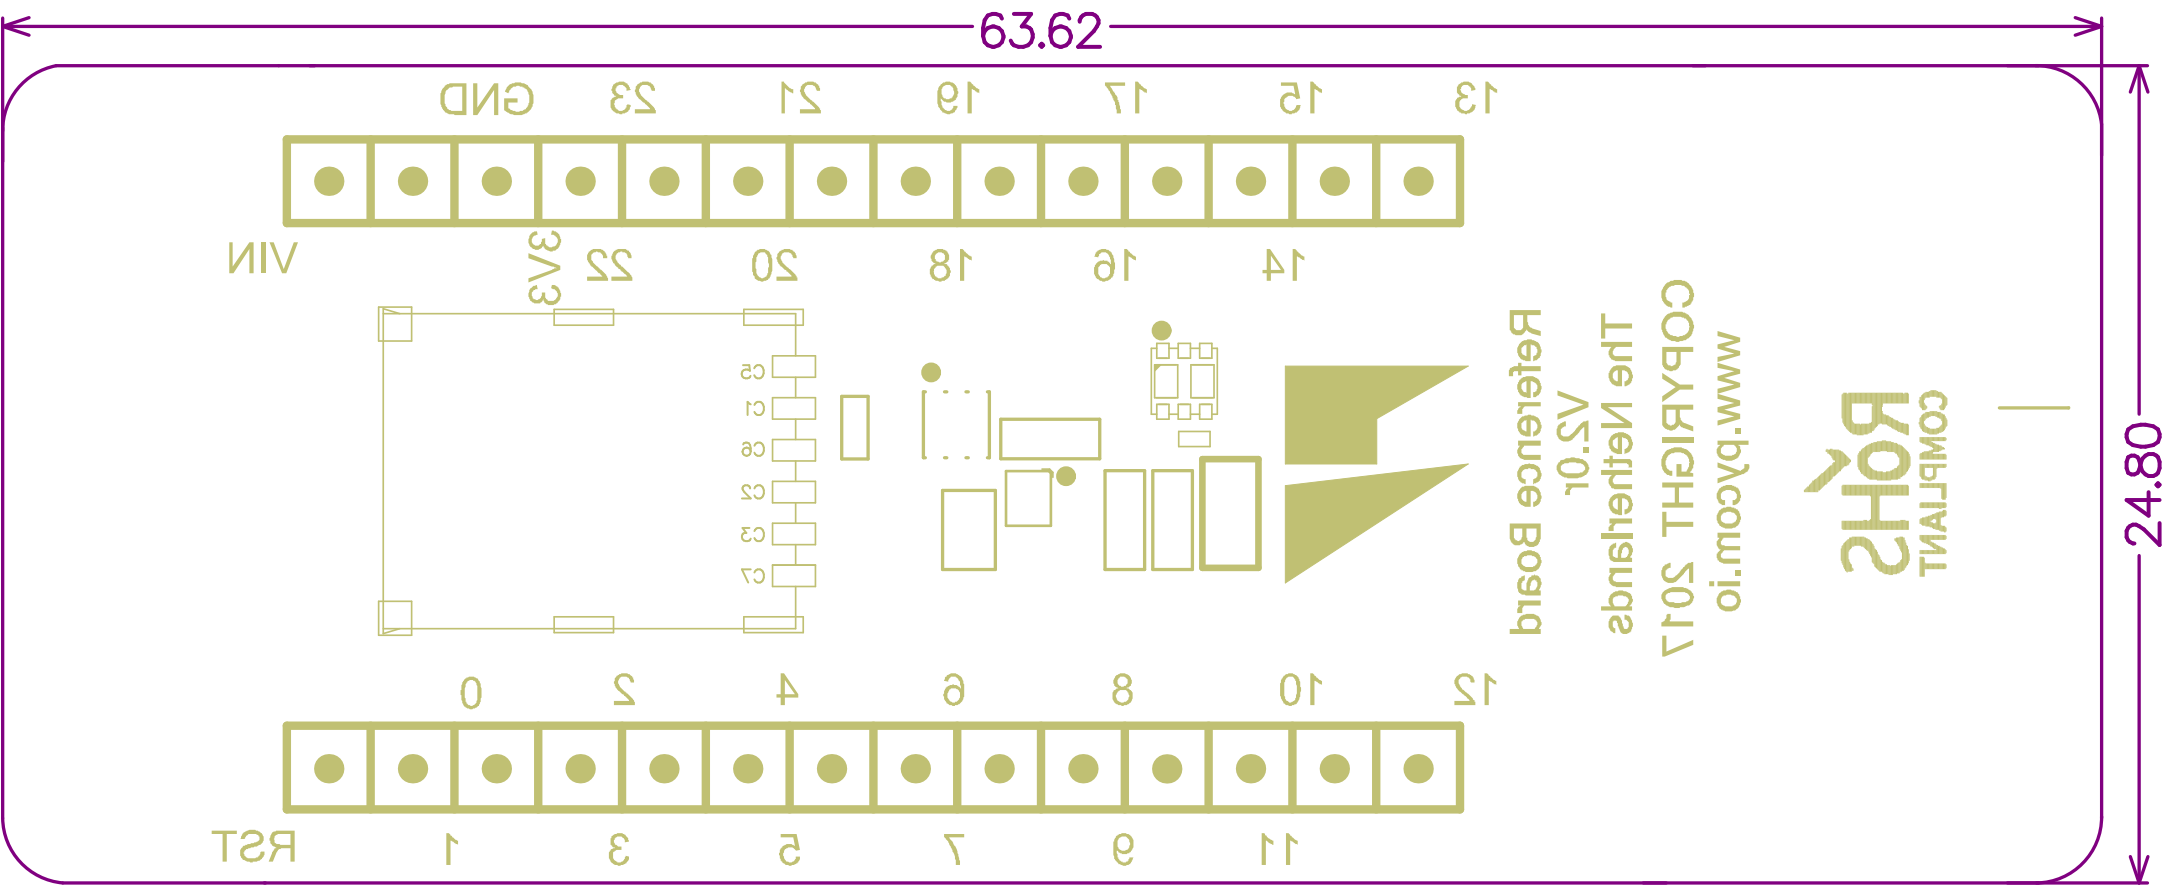 63.62
GND 23 21 19 17 15 13
VIN 3V3 22 20 18 16 14
24.80
C5
C1
C6
C2
C3
C7
Reference Board
V2.0r
The Netherlands
COPYRIGHT 2017
www.pycom.io
ROHS
COMPLIANT
0 2 4 6 8 10 12
RST 1 3 5 7 9 11